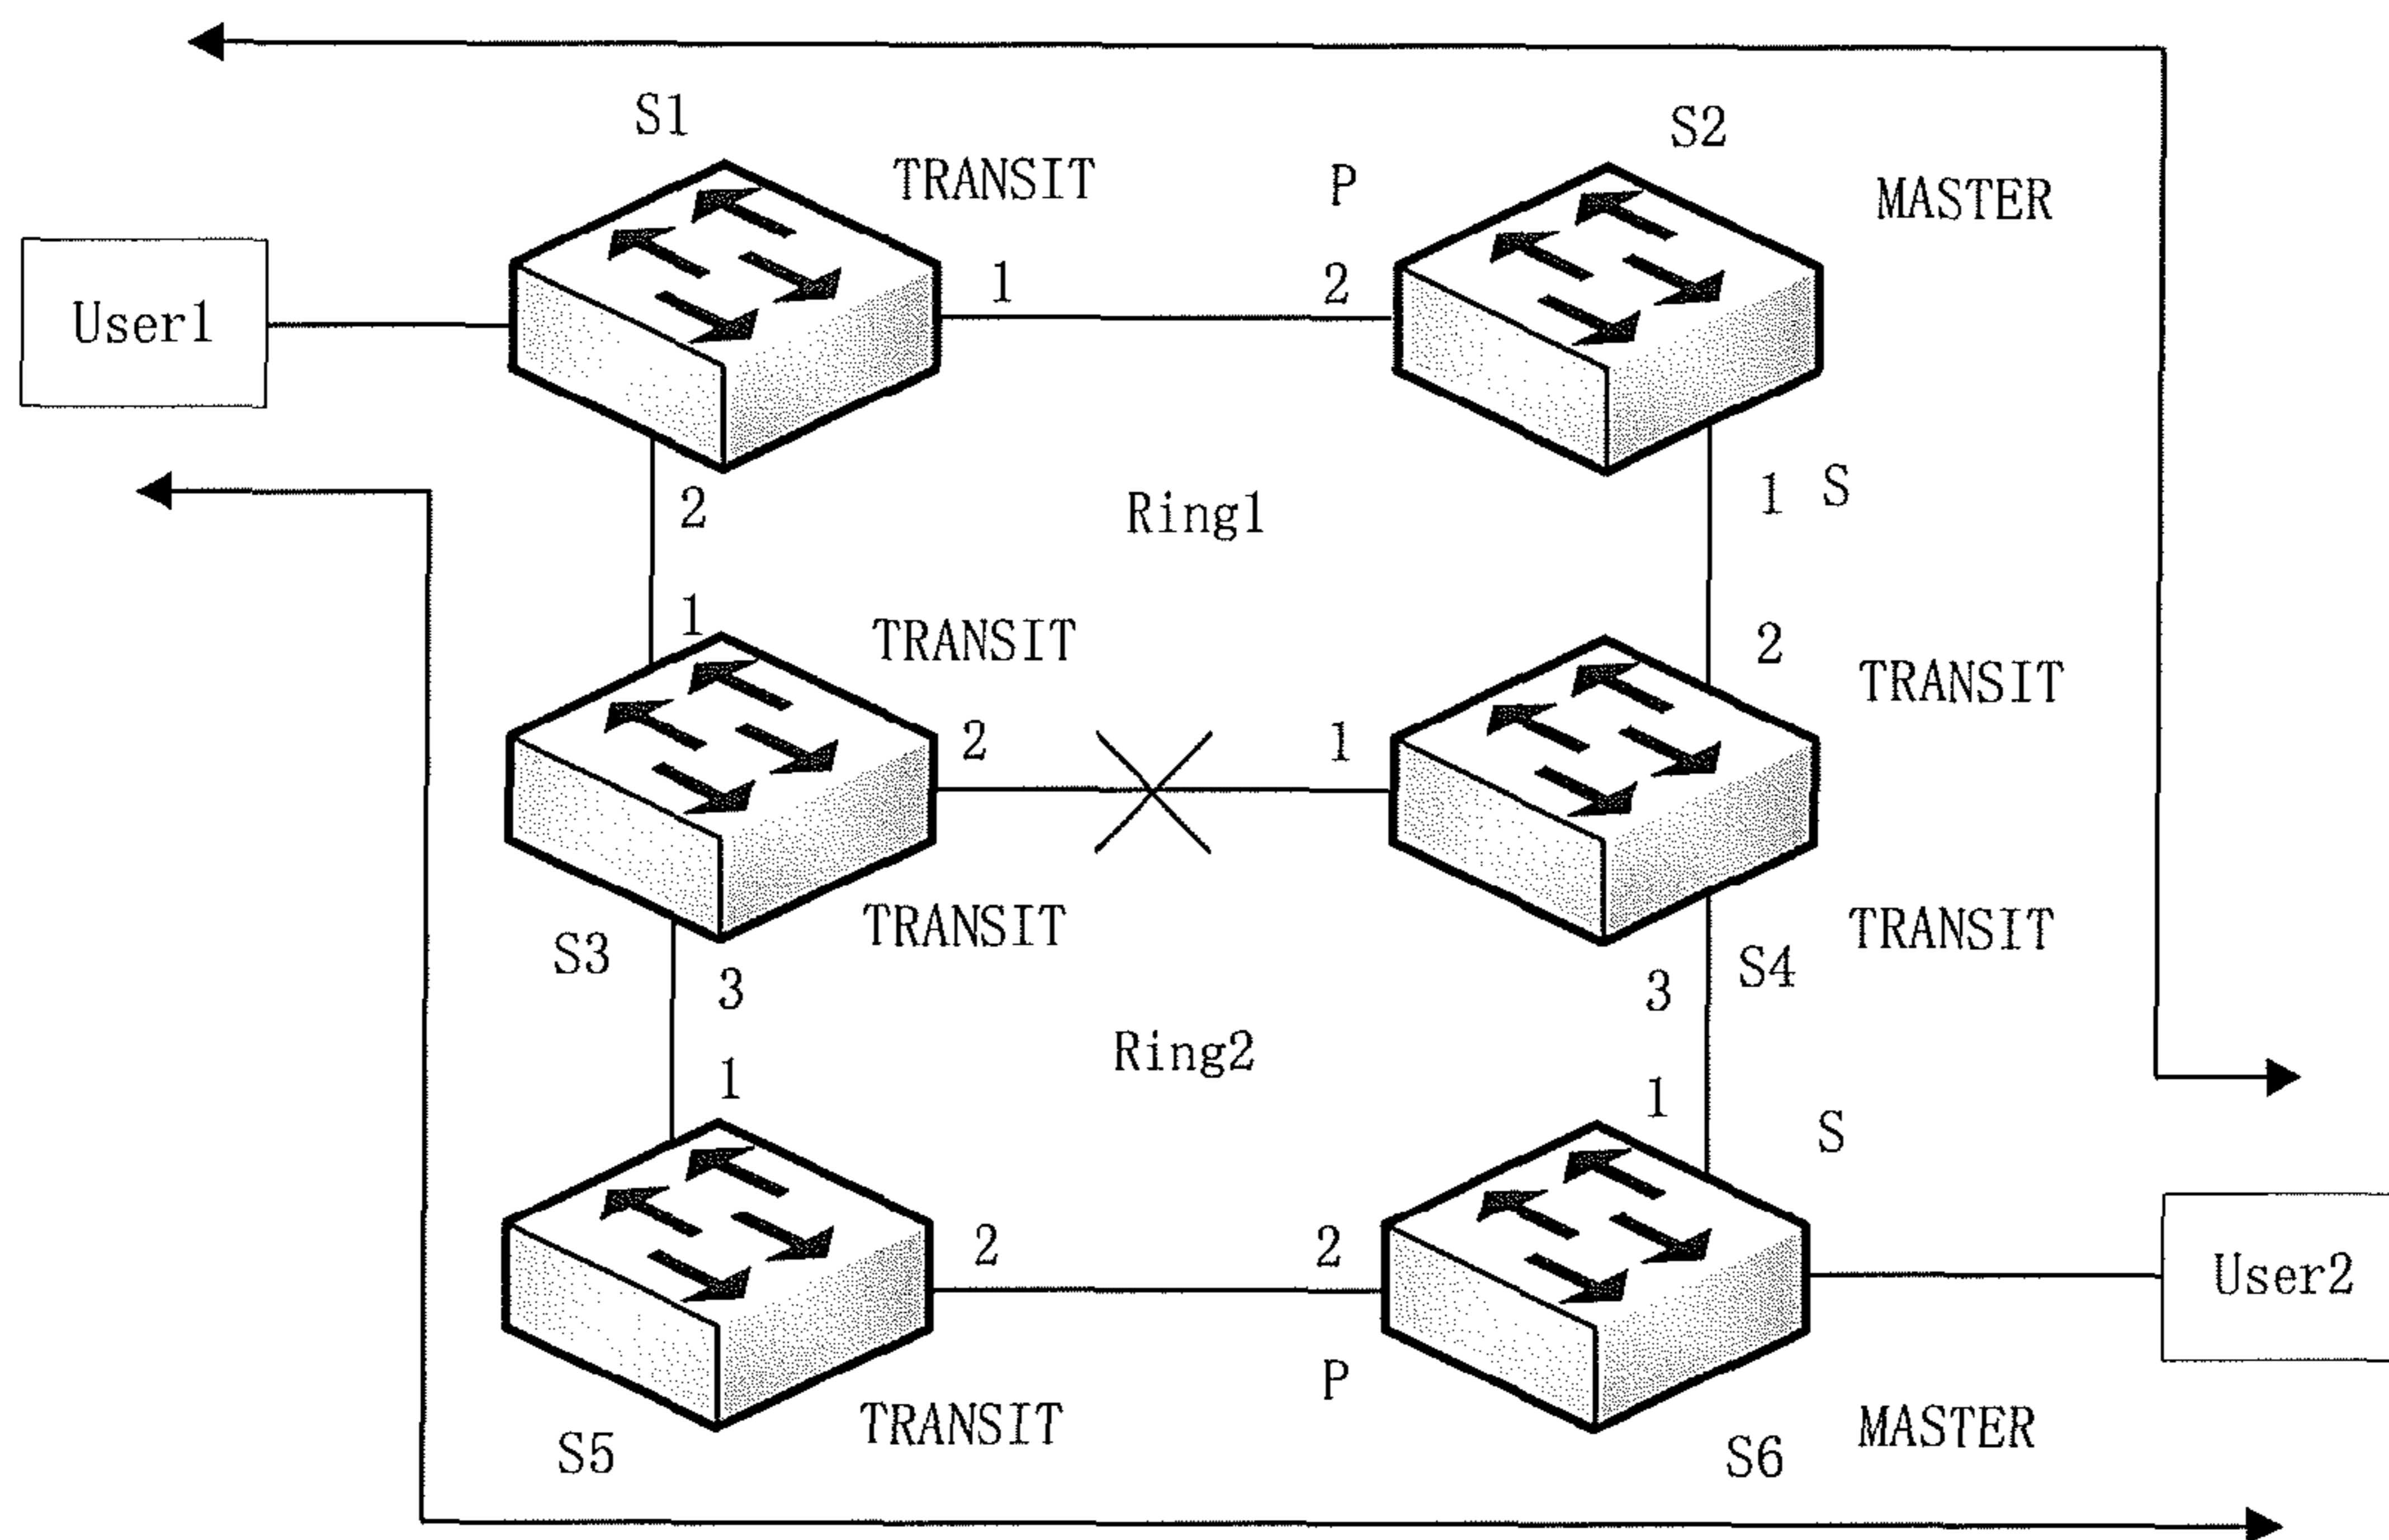 S1
S2
TRANSIT
P
MASTER
User1
1
2
2
Ring1
1 S
1
TRANSIT
2
TRANSIT
2
1
S3
TRANSIT
TRANSIT
3
3
S4
Ring2
1
1
S
2
2
User2
P
S5
TRANSIT
S6
MASTER